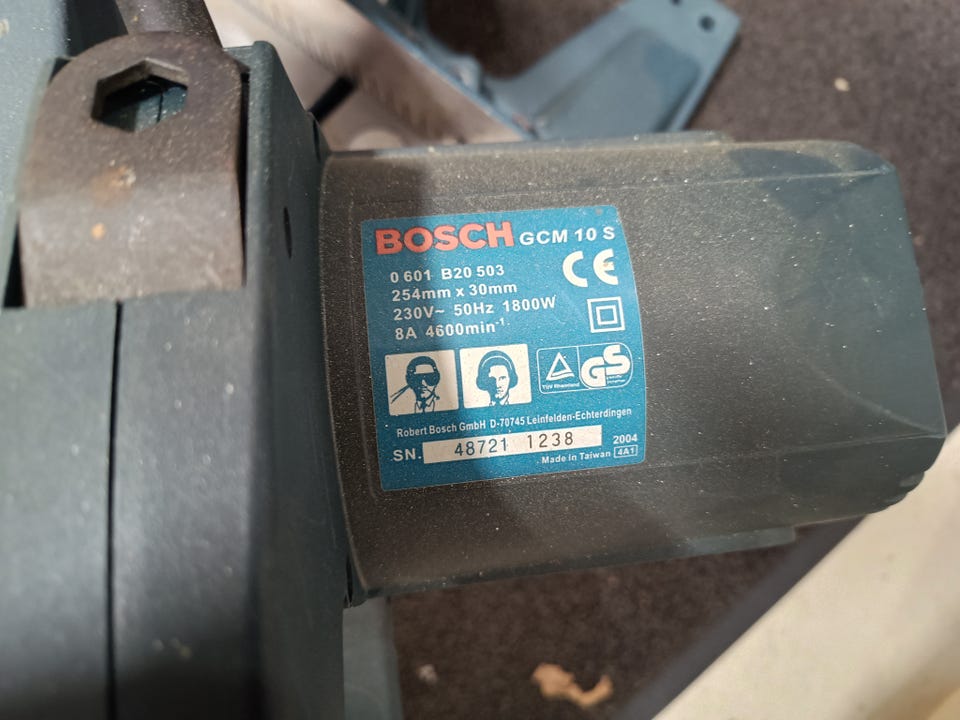 BOSCH GCM 10 S
0 601 B20 503
254mm x 30mm
230V~ 50Hz 1800W
8A 4600min⁻¹
CE
TÜV Rheinland
GS
Robert Bosch GmbH D-70745 Leinfelden-Echterdingen
SN. 48721 1238
2004
Made in Taiwan 4A1